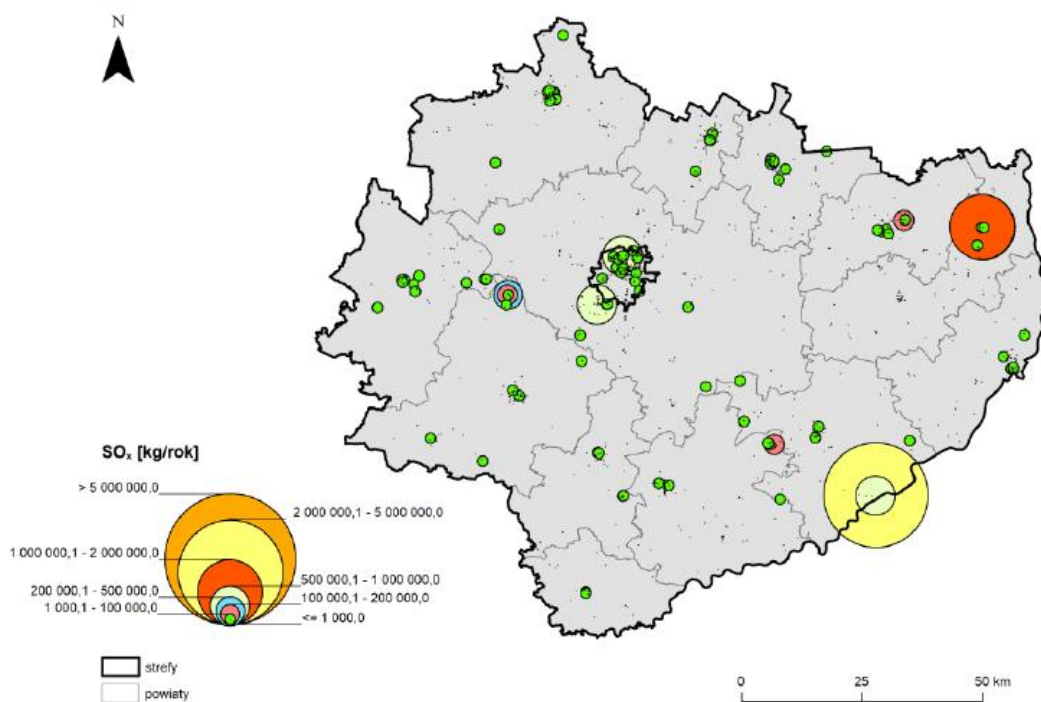 N
SOₓ [kg/rok]
> 5 000 000,0
2 000 000,1 - 5 000 000,0
1 000 000,1 - 2 000 000,0
500 000,1 - 1 000 000,0
200 000,1 - 500 000,0
100 000,1 - 200 000,0
1 000,1 - 100 000,0
<= 1 000,0
strefy
powiaty
0 25 50 km